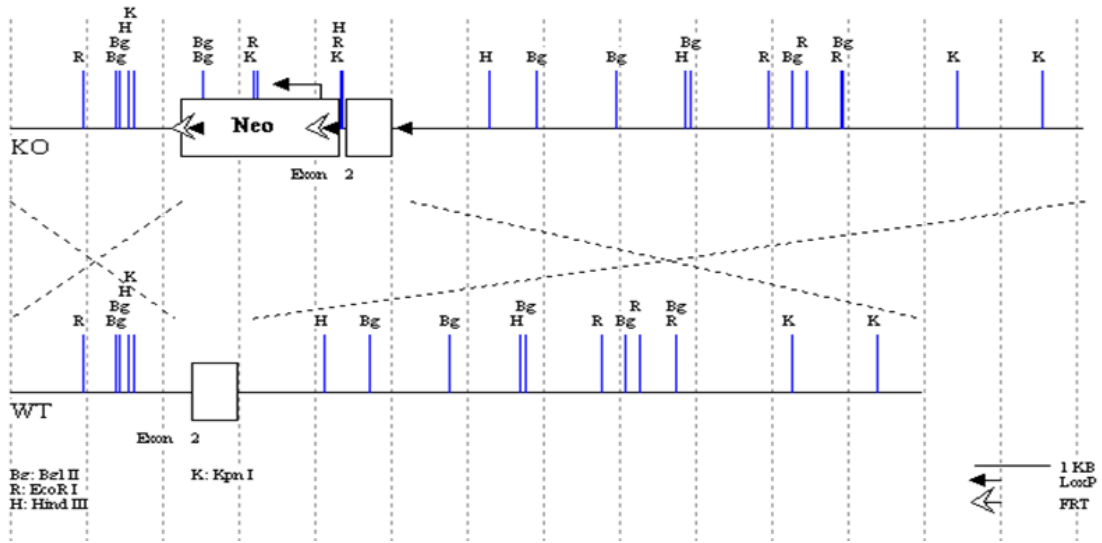 K
H R H
Bg Bg R R Bg R Bg
R Bg Bg K K H Bg Bg H R Bg R K K
Neo
KO
Exon 2
K
H
Bg Bg R Bg
R Bg H Bg Bg H R Bg R K K
WT
Exon 2
Bg: Bgl II K: Kpn I
R: EcoR I
H: Hind III
1 KB
LoxP
FRT